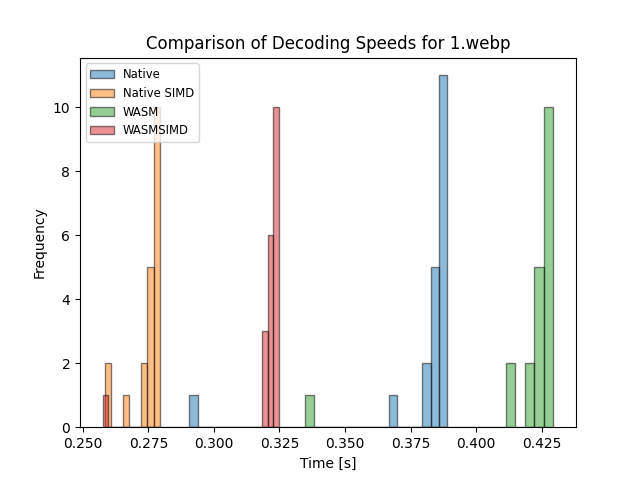 Comparison of Decoding Speeds for 1.webp
Native
Native SIMD
WASM
WASMSIMD
10
8
6
4
2
0
Frequency
0.250 0.275 0.300 0.325 0.350 0.375 0.400 0.425
Time [s]